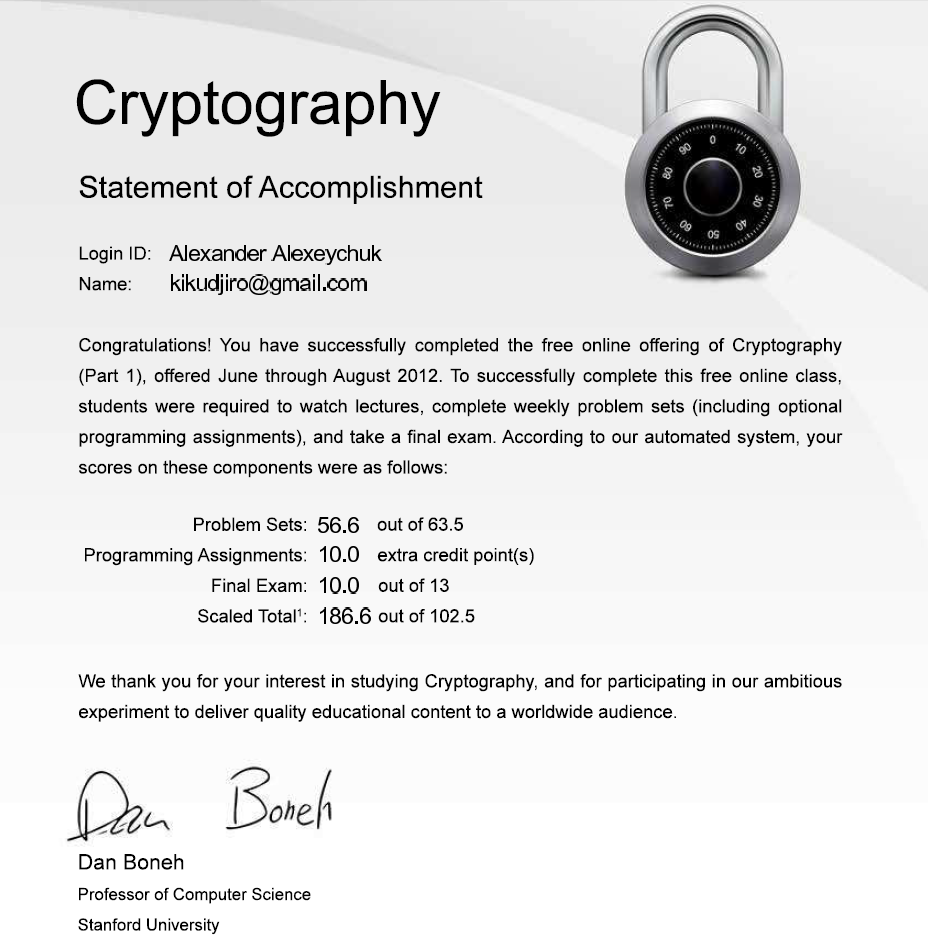 Cryptography
0 10 20 30 40 50 60 70 80 90
Statement of Accomplishment
Login ID: Alexander Alexeychuk
Name: kikudjiro@gmail.com
Congratulations! You have successfully completed the free online offering of Cryptography
(Part 1), offered June through August 2012. To successfully complete this free online class,
students were required to watch lectures, complete weekly problem sets (including optional
programming assignments), and take a final exam. According to our automated system, your
scores on these components were as follows:
Problem Sets: 56.6 out of 63.5
Programming Assignments: 10.0 extra credit point(s)
Final Exam: 10.0 out of 13
Scaled Total¹: 186.6 out of 102.5
We thank you for your interest in studying Cryptography, and for participating in our ambitious
experiment to deliver quality educational content to a worldwide audience.
Dan Boneh
Dan Boneh
Professor of Computer Science
Stanford University